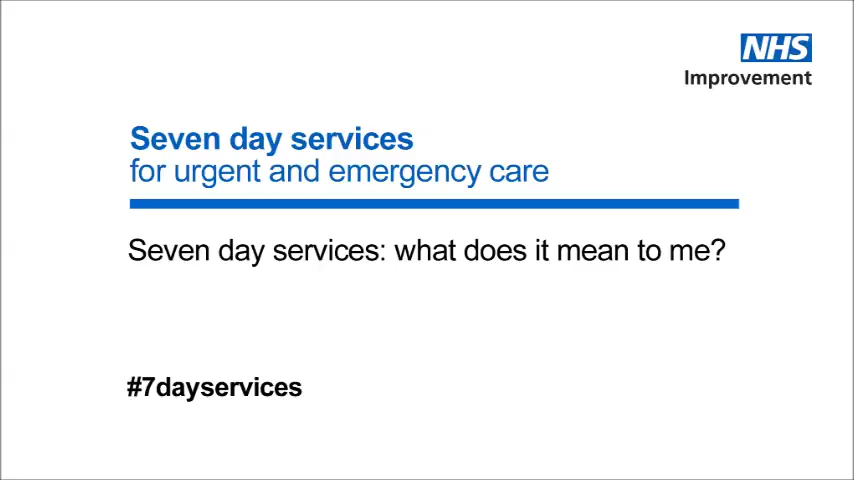 NHS
Improvement
Seven day services
for urgent and emergency care
Seven day services: what does it mean to me?
#7dayservices